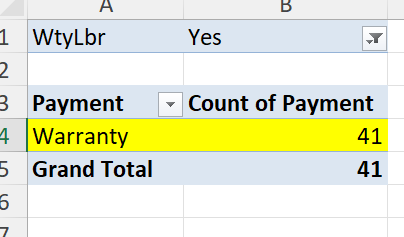 A B
1 WtyLbr Yes
2
3 Payment Count of Payment
4 Warranty 41
5 Grand Total 41
6
7